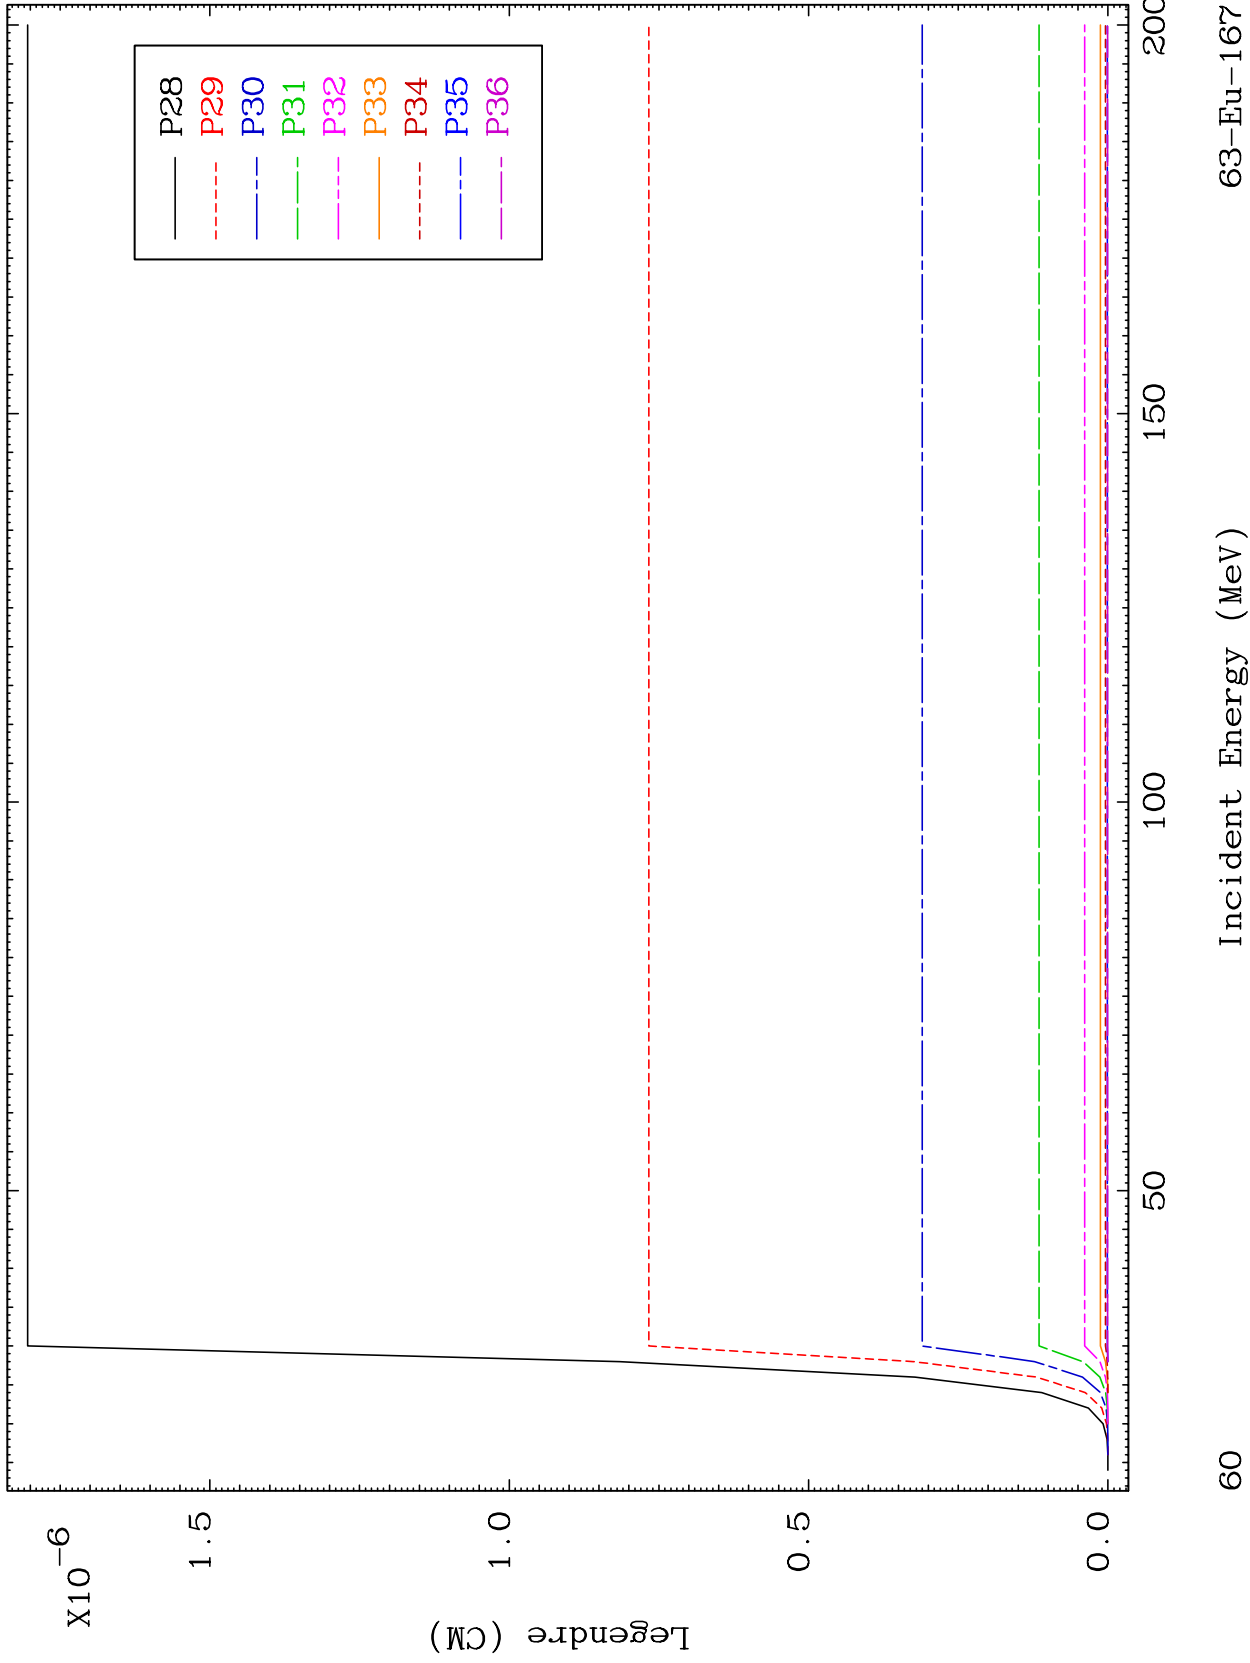 X10-6
Legendre (CM)
1.5
1.0
0.5
0.0
P28
P29
P30
P31
P32
P33
P34
P35
P36
50
100
150
200
Incident Energy (MeV)
60
63-Eu-167